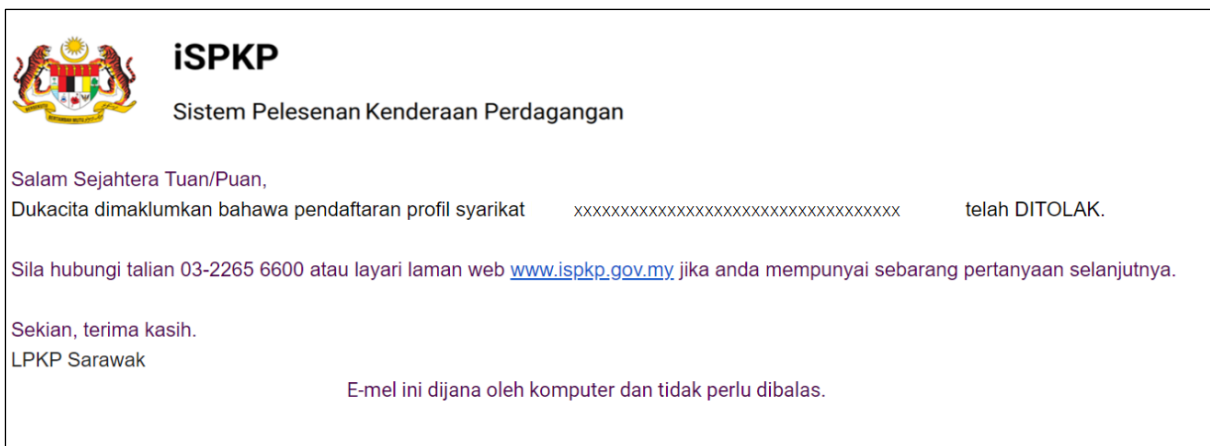 iSPKP
Sistem Pelesenan Kenderaan Perdagangan
Salam Sejahtera Tuan/Puan,
Dukacita dimaklumkan bahawa pendaftaran profil syarikat xxxxxxxxxxxxxxxxxxxxxxxxxxxxxxxxxxx telah DITOLAK.
Sila hubungi talian 03-2265 6600 atau layari laman web www.ispkp.gov.my jika anda mempunyai sebarang pertanyaan selanjutnya.
Sekian, terima kasih.
LPKP Sarawak
E-mel ini dijana oleh komputer dan tidak perlu dibalas.